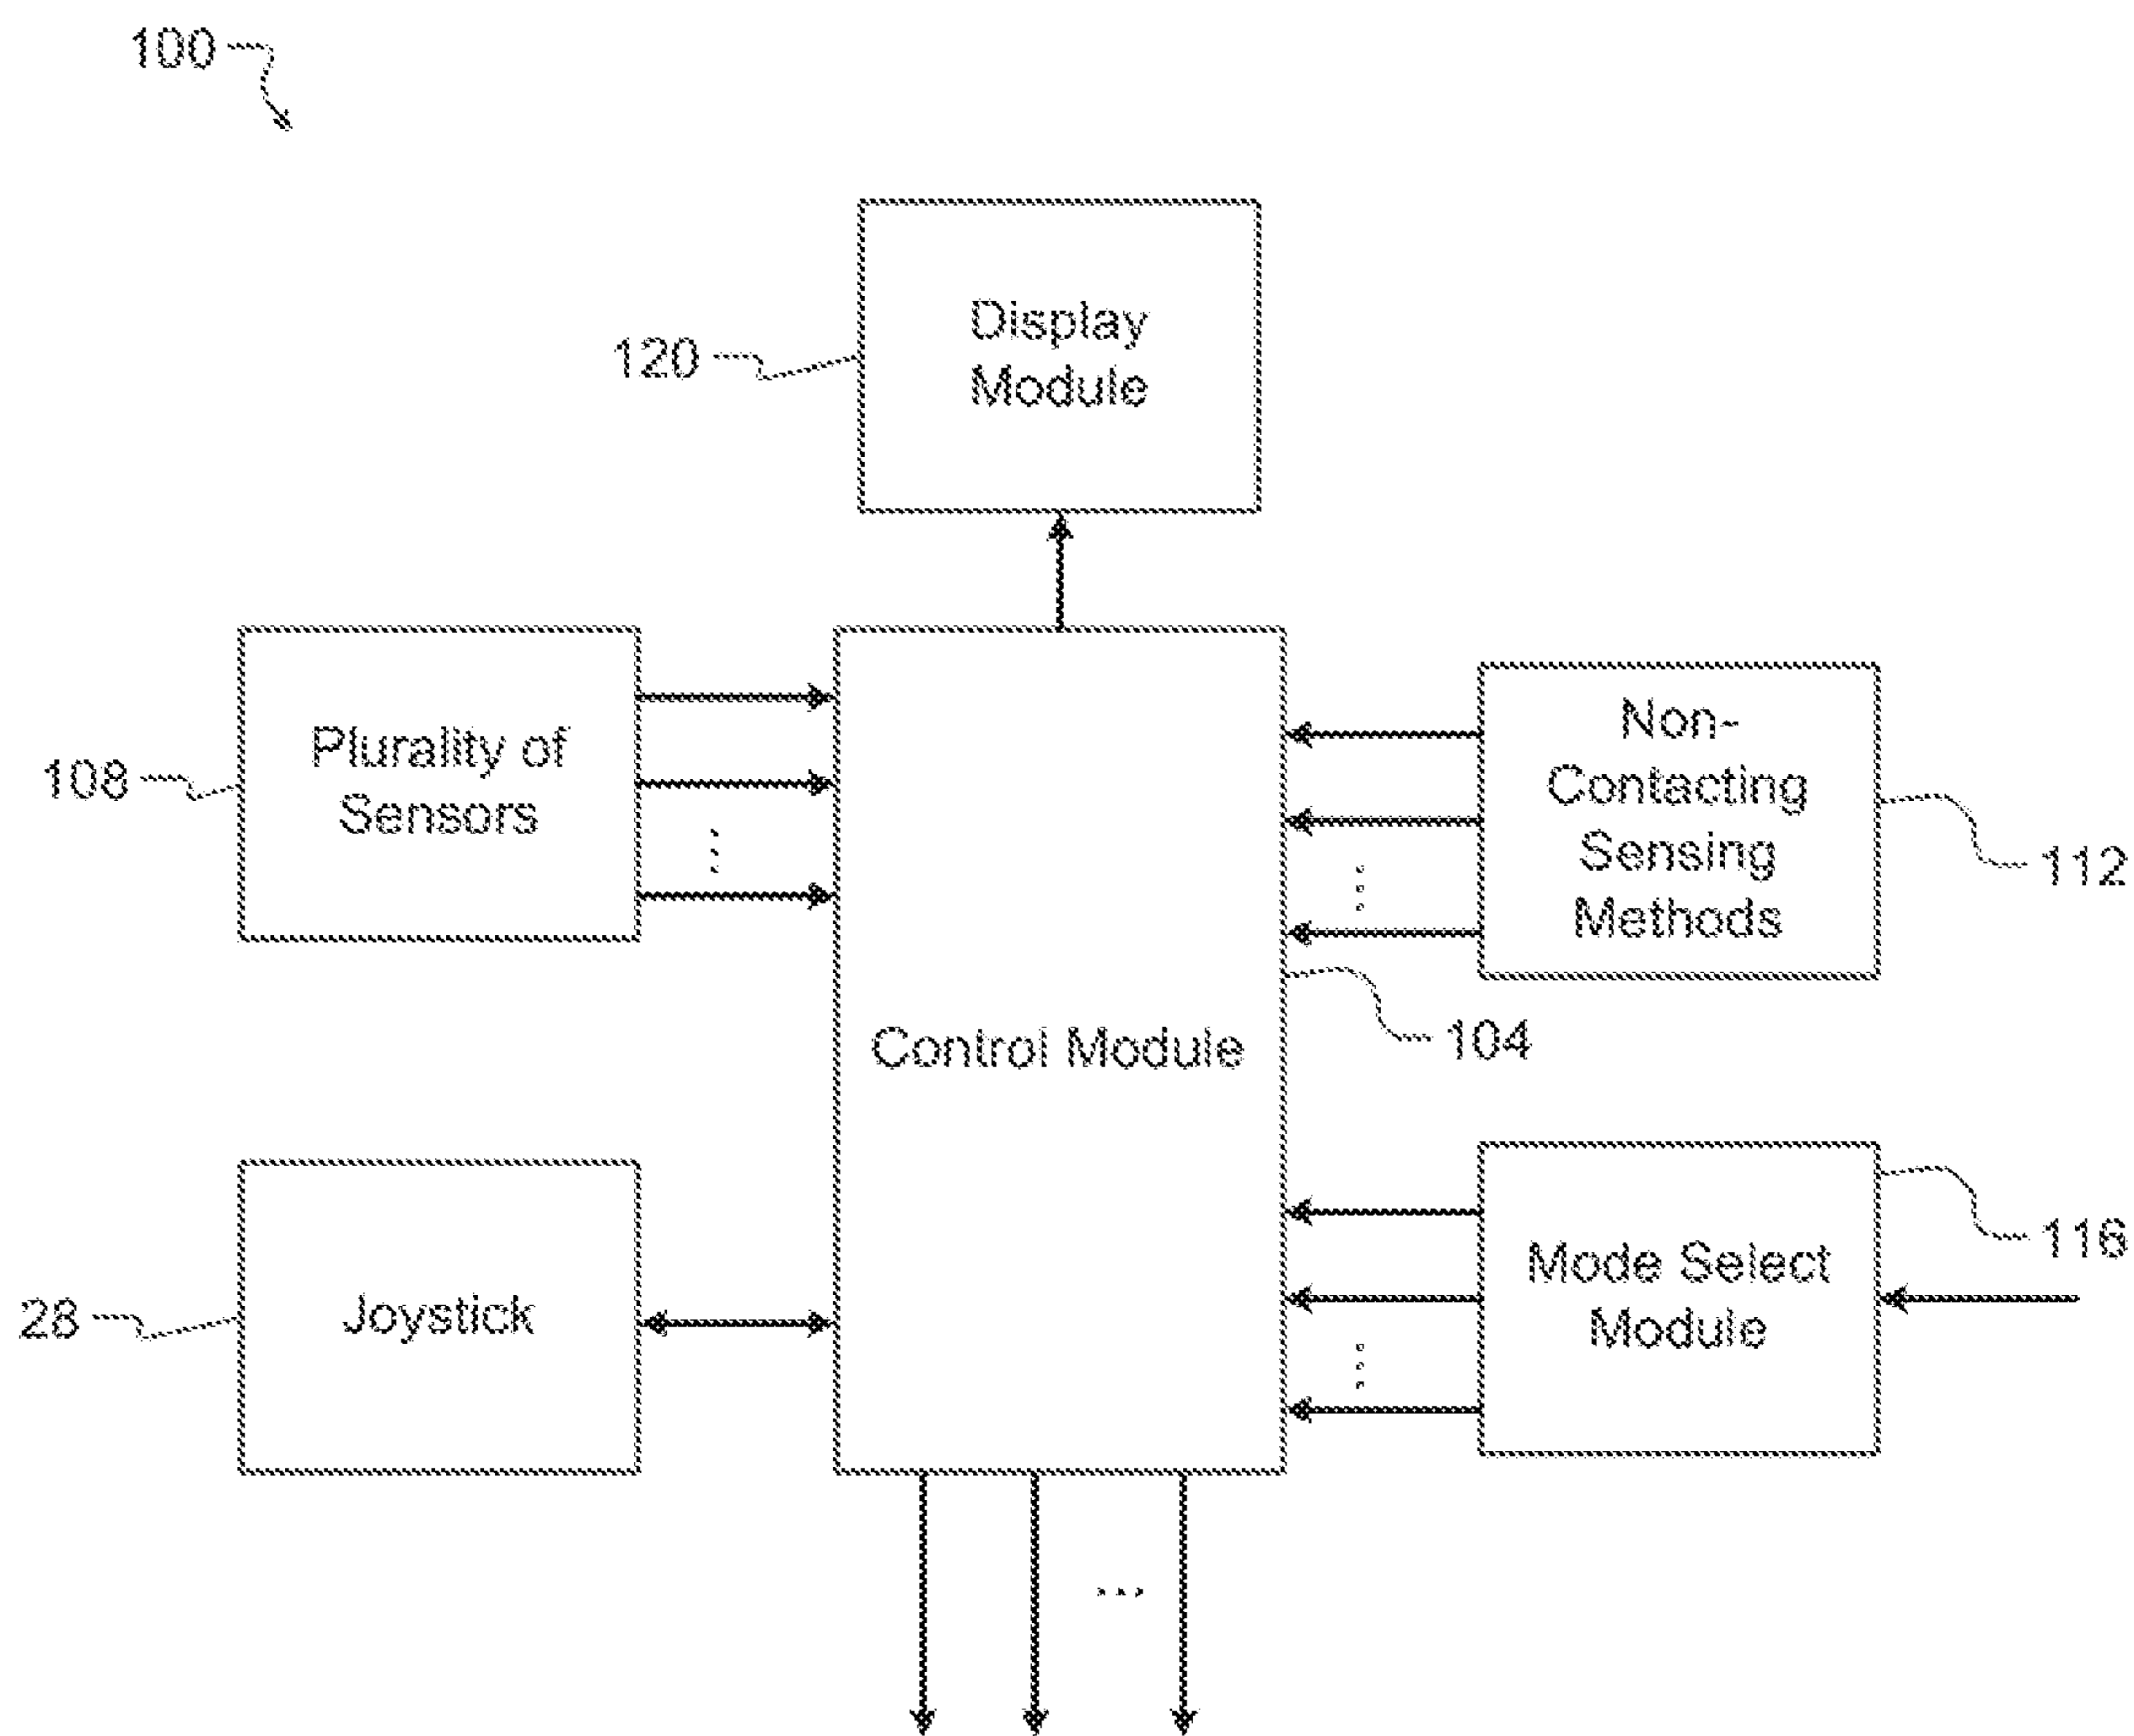 100
Display
Module
120
Plurality of
Sensors
108
Non-
Contacting
Sensing
Methods
112
Control Module
104
Joystick
28
Mode Select
Module
116